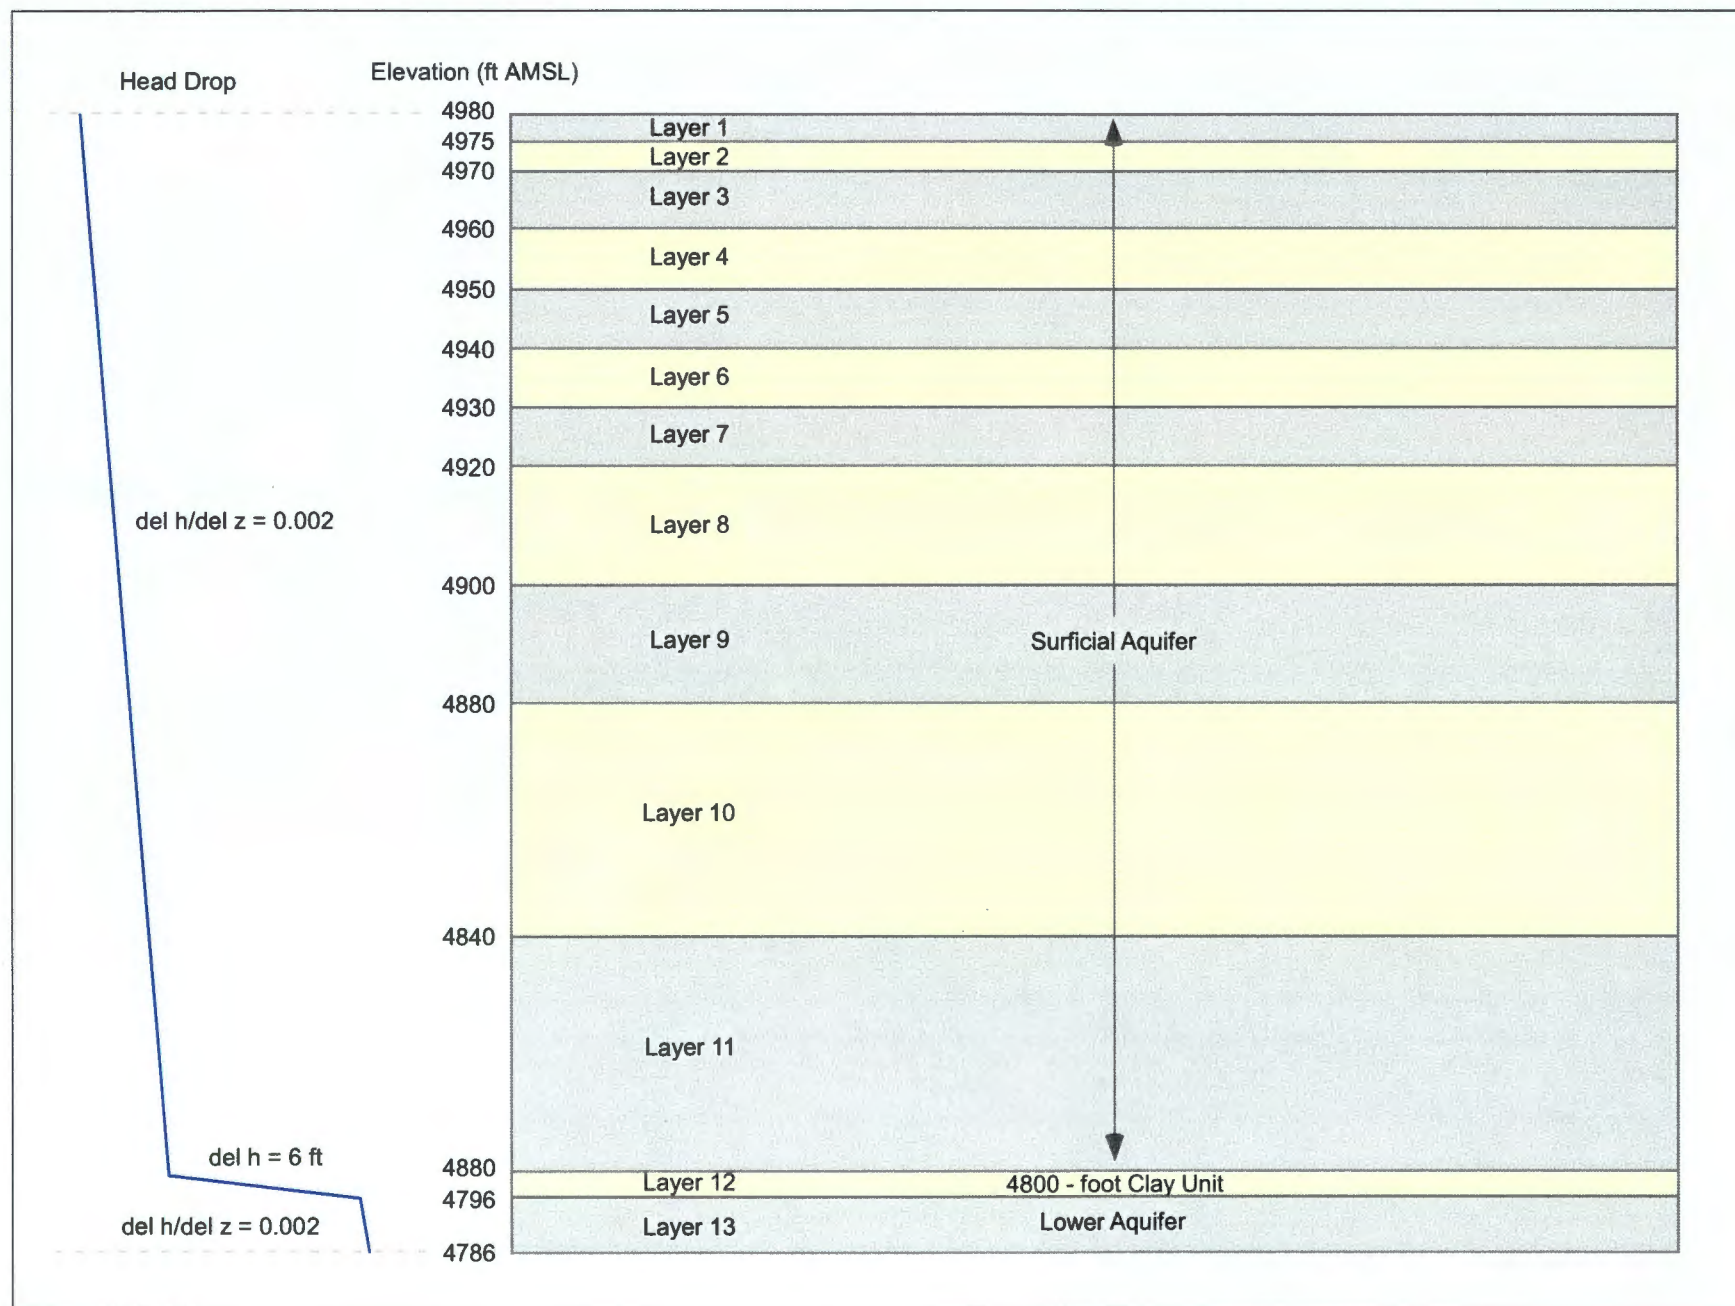 Head Drop
Elevation (ft AMSL)
4980
Layer 1
4975
Layer 2
4970
Layer 3
4960
Layer 4
4950
Layer 5
4940
Layer 6
4930
Layer 7
4920
del h/del z = 0.002
Layer 8
4900
Layer 9
Surficial Aquifer
4880
Layer 10
4840
Layer 11
del h = 6 ft
4880
Layer 12
4800 - foot Clay Unit
4796
del h/del z = 0.002
Layer 13
Lower Aquifer
4786